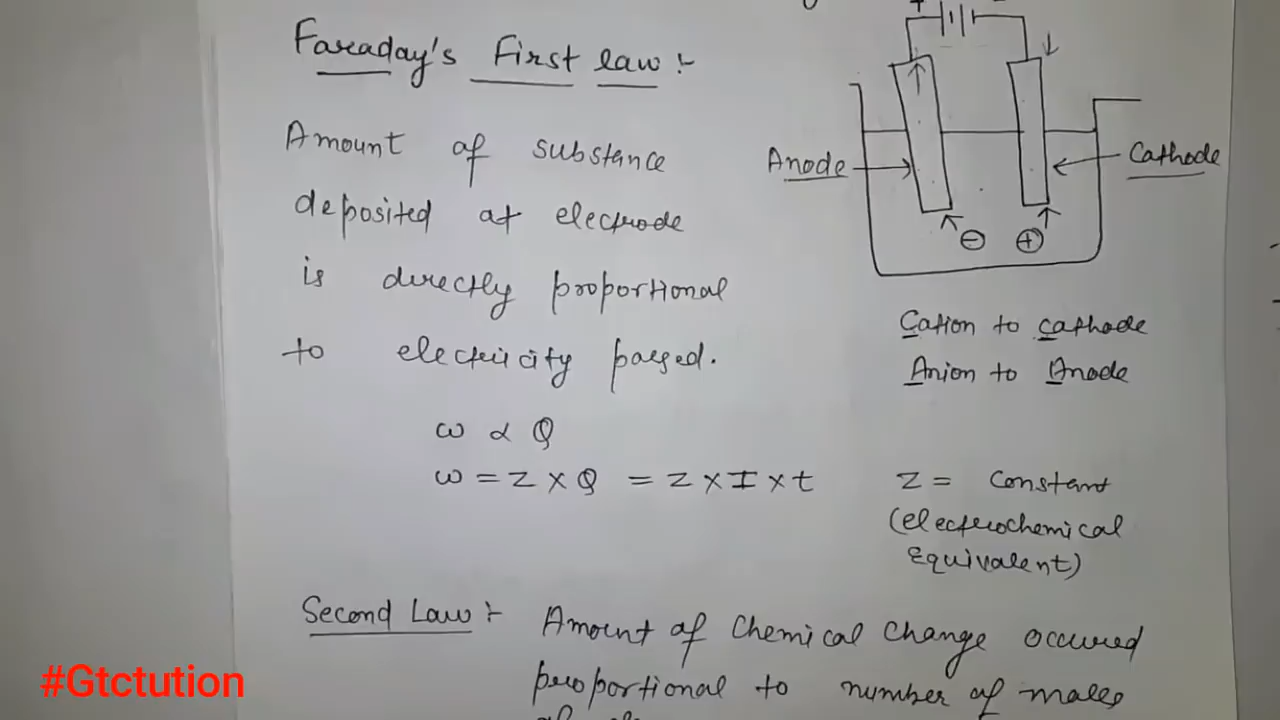 Faraday's First law :-
Amount of substance
deposited at electrode
is directly proportional
to electricity passed.
w ∝ Q
w = Z × Q = Z × I × t
+
Anode
Cathode
⊖ ⊕
Cation to cathode
Anion to Anode
Z = Constant
(electrochemical
Equivalent)
Second Law :- Amount of Chemical change occured
proportional to number of moles
#Gtctution